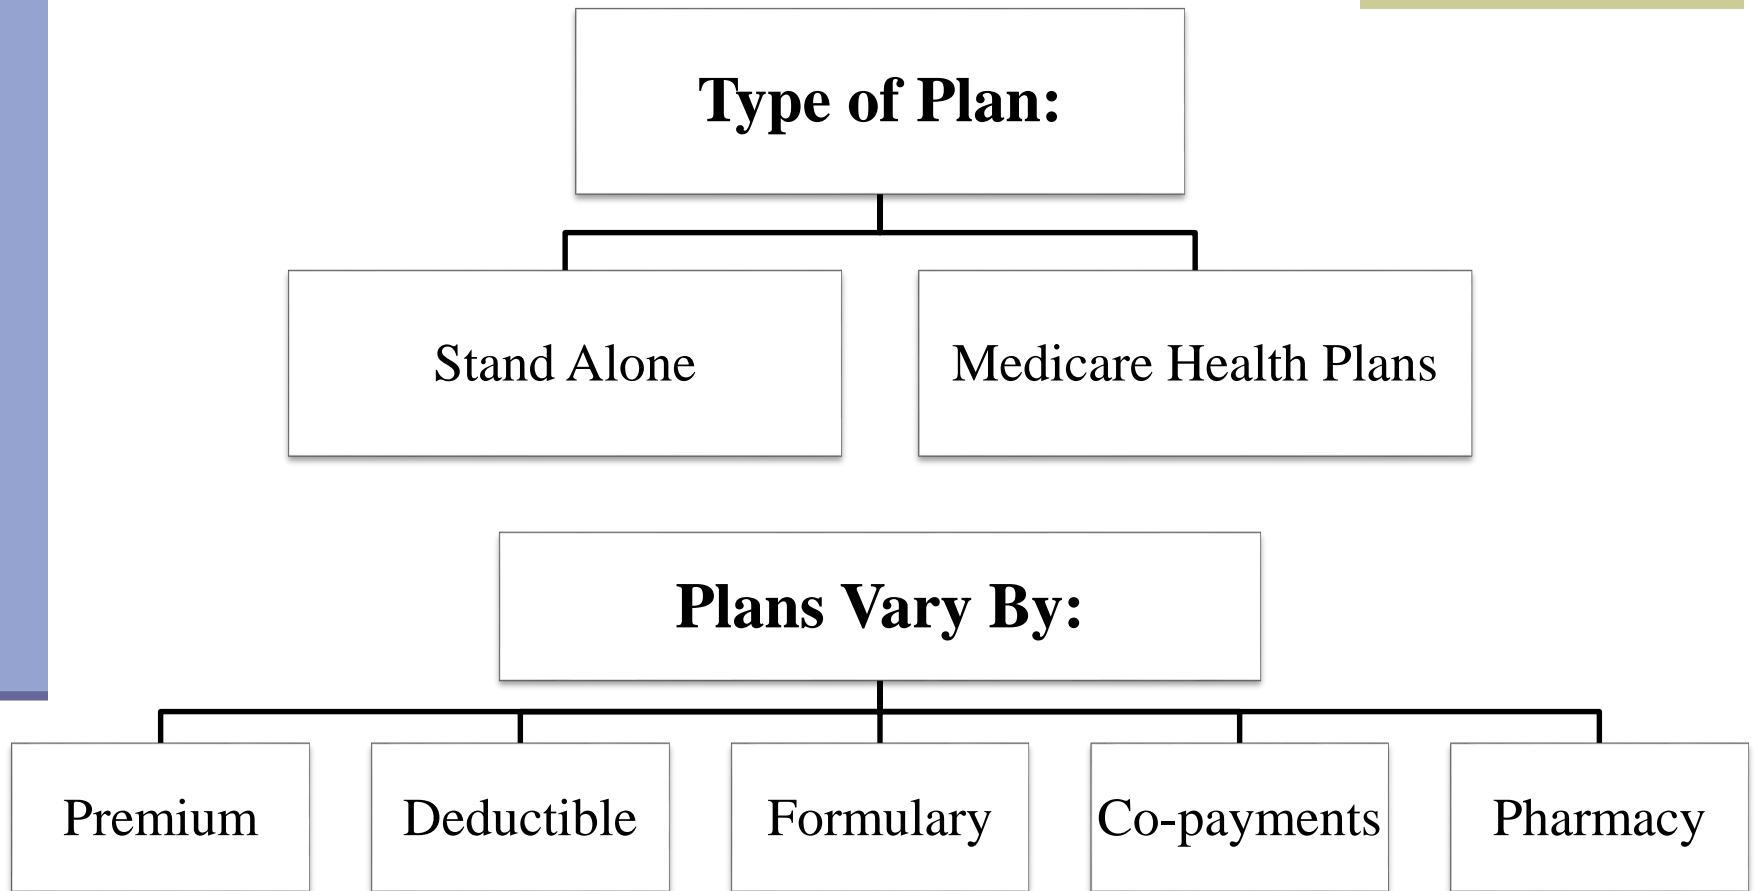 Type of Plan:
Stand Alone
Medicare Health Plans
Plans Vary By:
Premium
Deductible
Formulary
Co-payments
Pharmacy